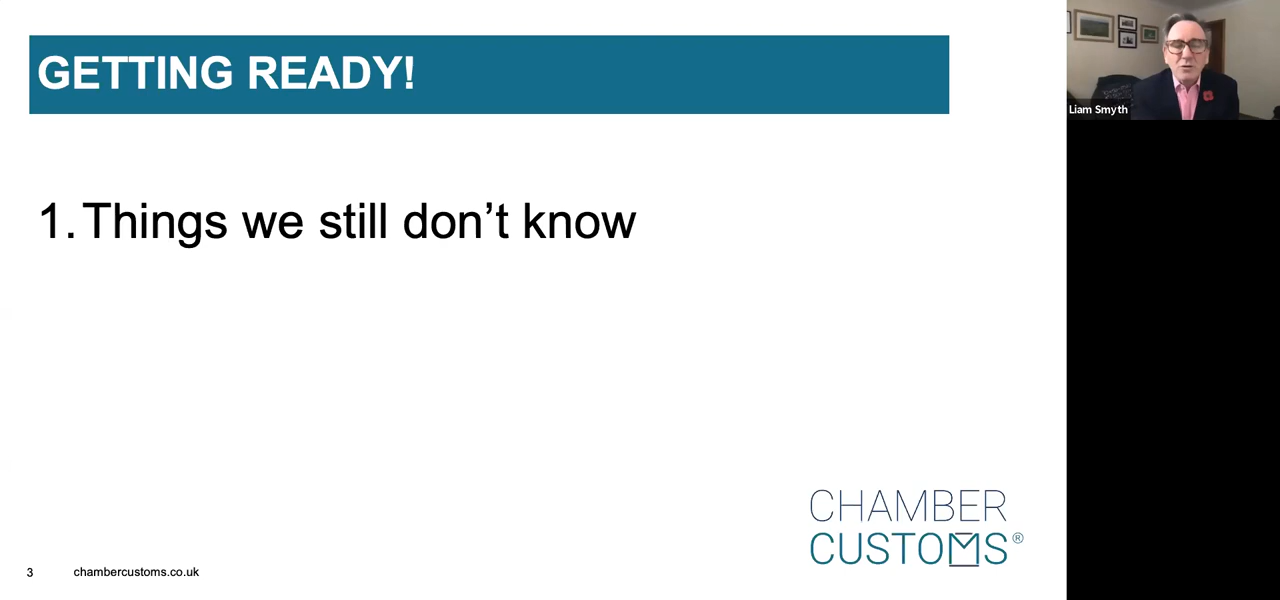 GETTING READY!
Liam Smyth
1. Things we still don’t know
CHAMBER
CUSTOMS®
3
chambercustoms.co.uk